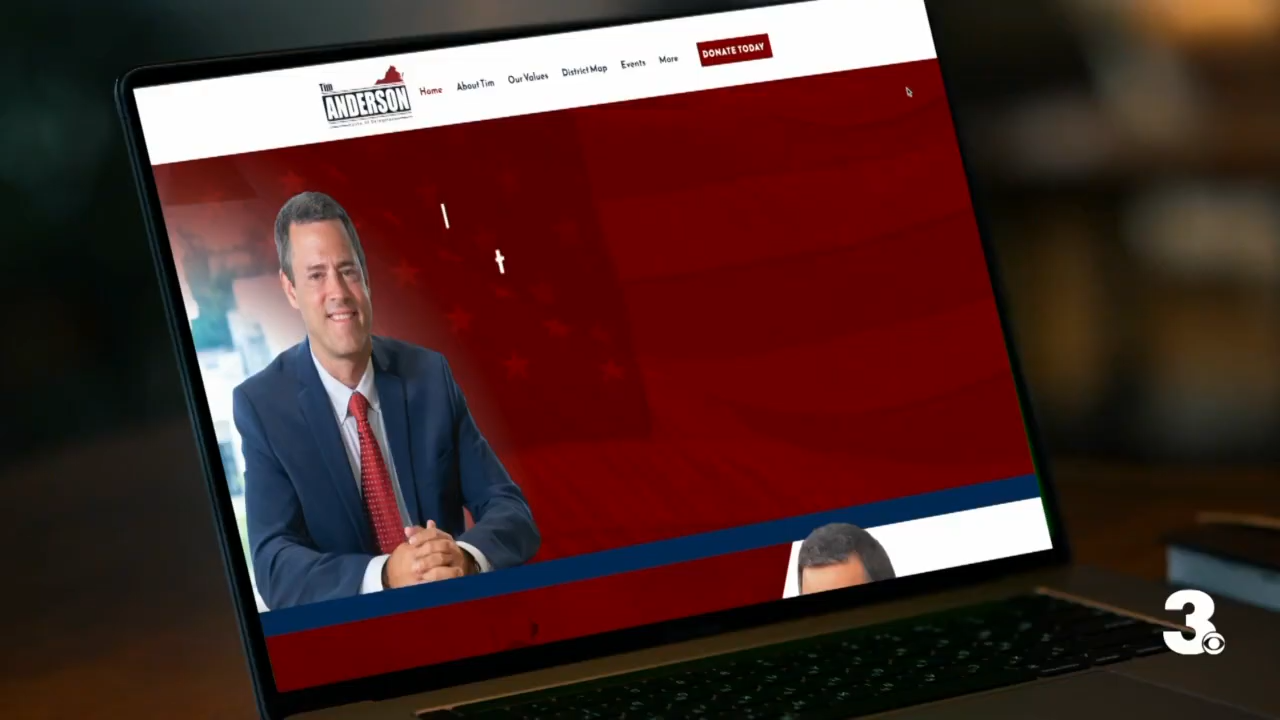 Tim
ANDERSON
Home
About Tim
Our Values
District Map
Events
More
DONATE TODAY
l
t
3